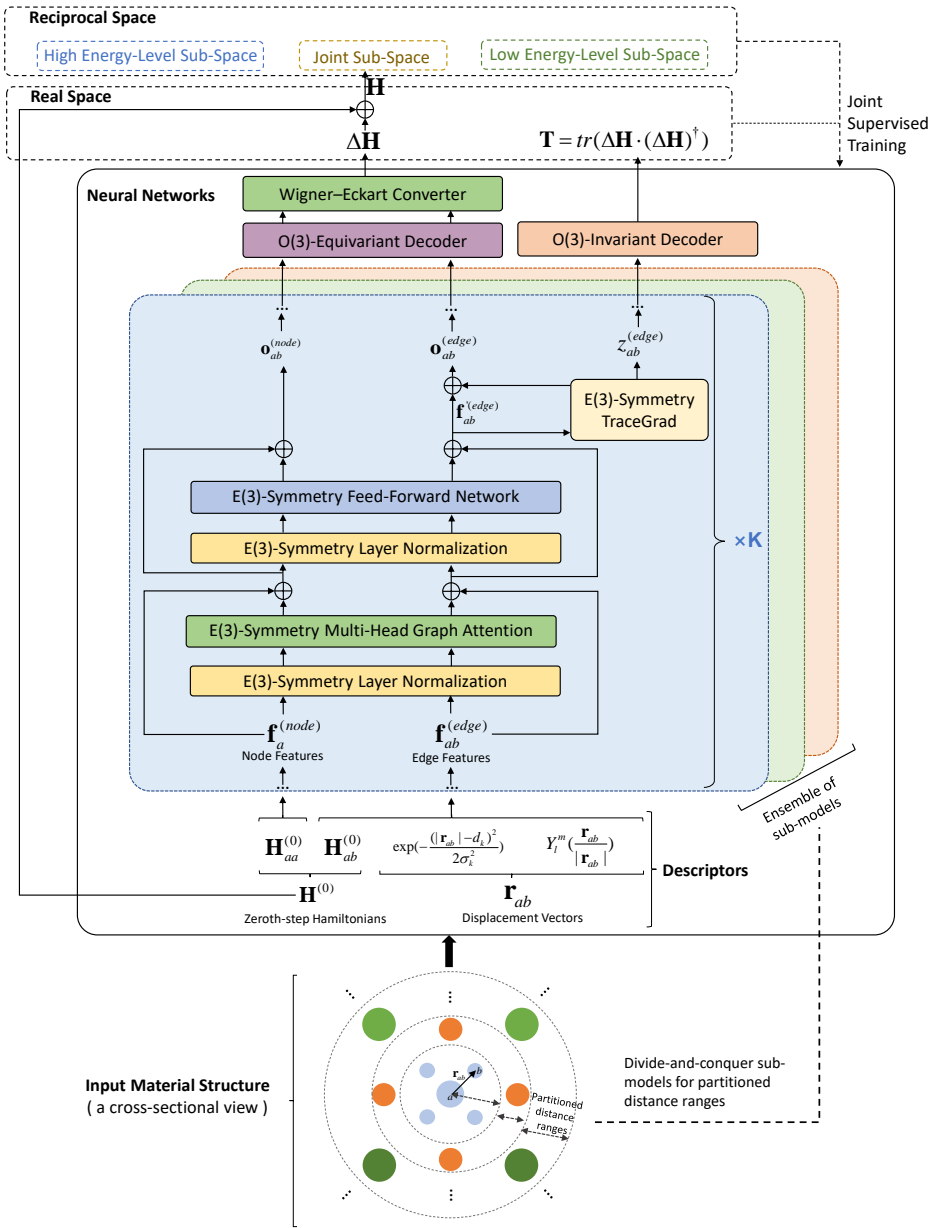 Reciprocal Space
High Energy-Level Sub-Space
Joint Sub-Space
Low Energy-Level Sub-Space
H
Real Space
ΔH
T = tr(ΔH · (ΔH)†)
Joint
Supervised
Training
Neural Networks
Wigner–Eckart Converter
O(3)-Equivariant Decoder
O(3)-Invariant Decoder
...
...
...
o_ab^(node)
o_ab^(edge)
z_ab^(edge)
E(3)-Symmetry
TraceGrad
f'_ab^(edge)
E(3)-Symmetry Feed-Forward Network
×K
E(3)-Symmetry Layer Normalization
E(3)-Symmetry Multi-Head Graph Attention
E(3)-Symmetry Layer Normalization
f_a^(node)
f_ab^(edge)
Node Features
Edge Features
...
...
Ensemble of
sub-models
H_aa^(0)
H_ab^(0)
exp(-(|r_ab|-d_k)^2/2σ_k^2)
Y_l^m(r_ab/|r_ab|)
Descriptors
H^(0)
r_ab
Zeroth-step Hamiltonians
Displacement Vectors
...
...
...
Input Material Structure
( a cross-sectional view )
r_ab
b
a
Partitioned
distance
ranges
Divide-and-conquer sub-
models for partitioned
distance ranges
...
...
...